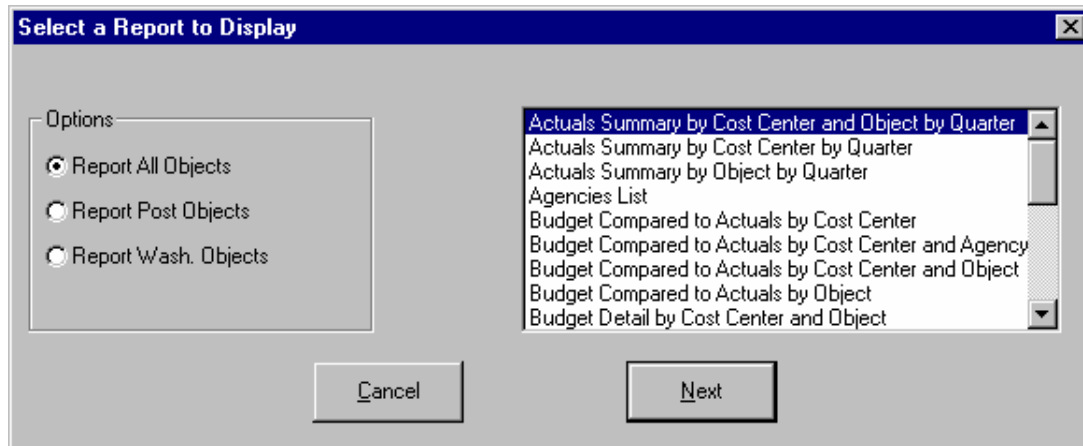 Select a Report to Display
Options
Report All Objects
Report Post Objects
Report Wash. Objects
Actuals Summary by Cost Center and Object by Quarter
Actuals Summary by Cost Center by Quarter
Actuals Summary by Object by Quarter
Agencies List
Budget Compared to Actuals by Cost Center
Budget Compared to Actuals by Cost Center and Agency
Budget Compared to Actuals by Cost Center and Object
Budget Compared to Actuals by Object
Budget Detail by Cost Center and Object
Cancel
Next